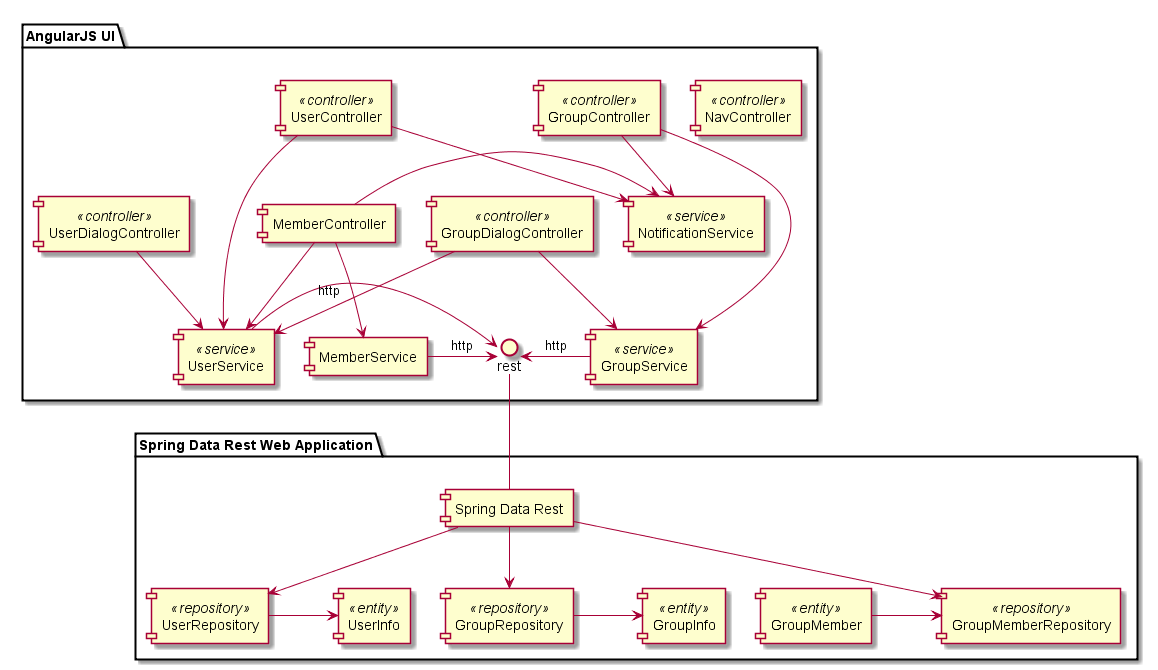 AngularJS UI
«controller»
UserController
«controller»
GroupController
«controller»
NavController
«controller»
UserDialogController
MemberController
«controller»
GroupDialogController
«service»
NotificationService
http
«service»
UserService
MemberService
http
rest
http
«service»
GroupService
Spring Data Rest Web Application
Spring Data Rest
«repository»
UserRepository
«entity»
UserInfo
«repository»
GroupRepository
«entity»
GroupInfo
«entity»
GroupMember
«repository»
GroupMemberRepository